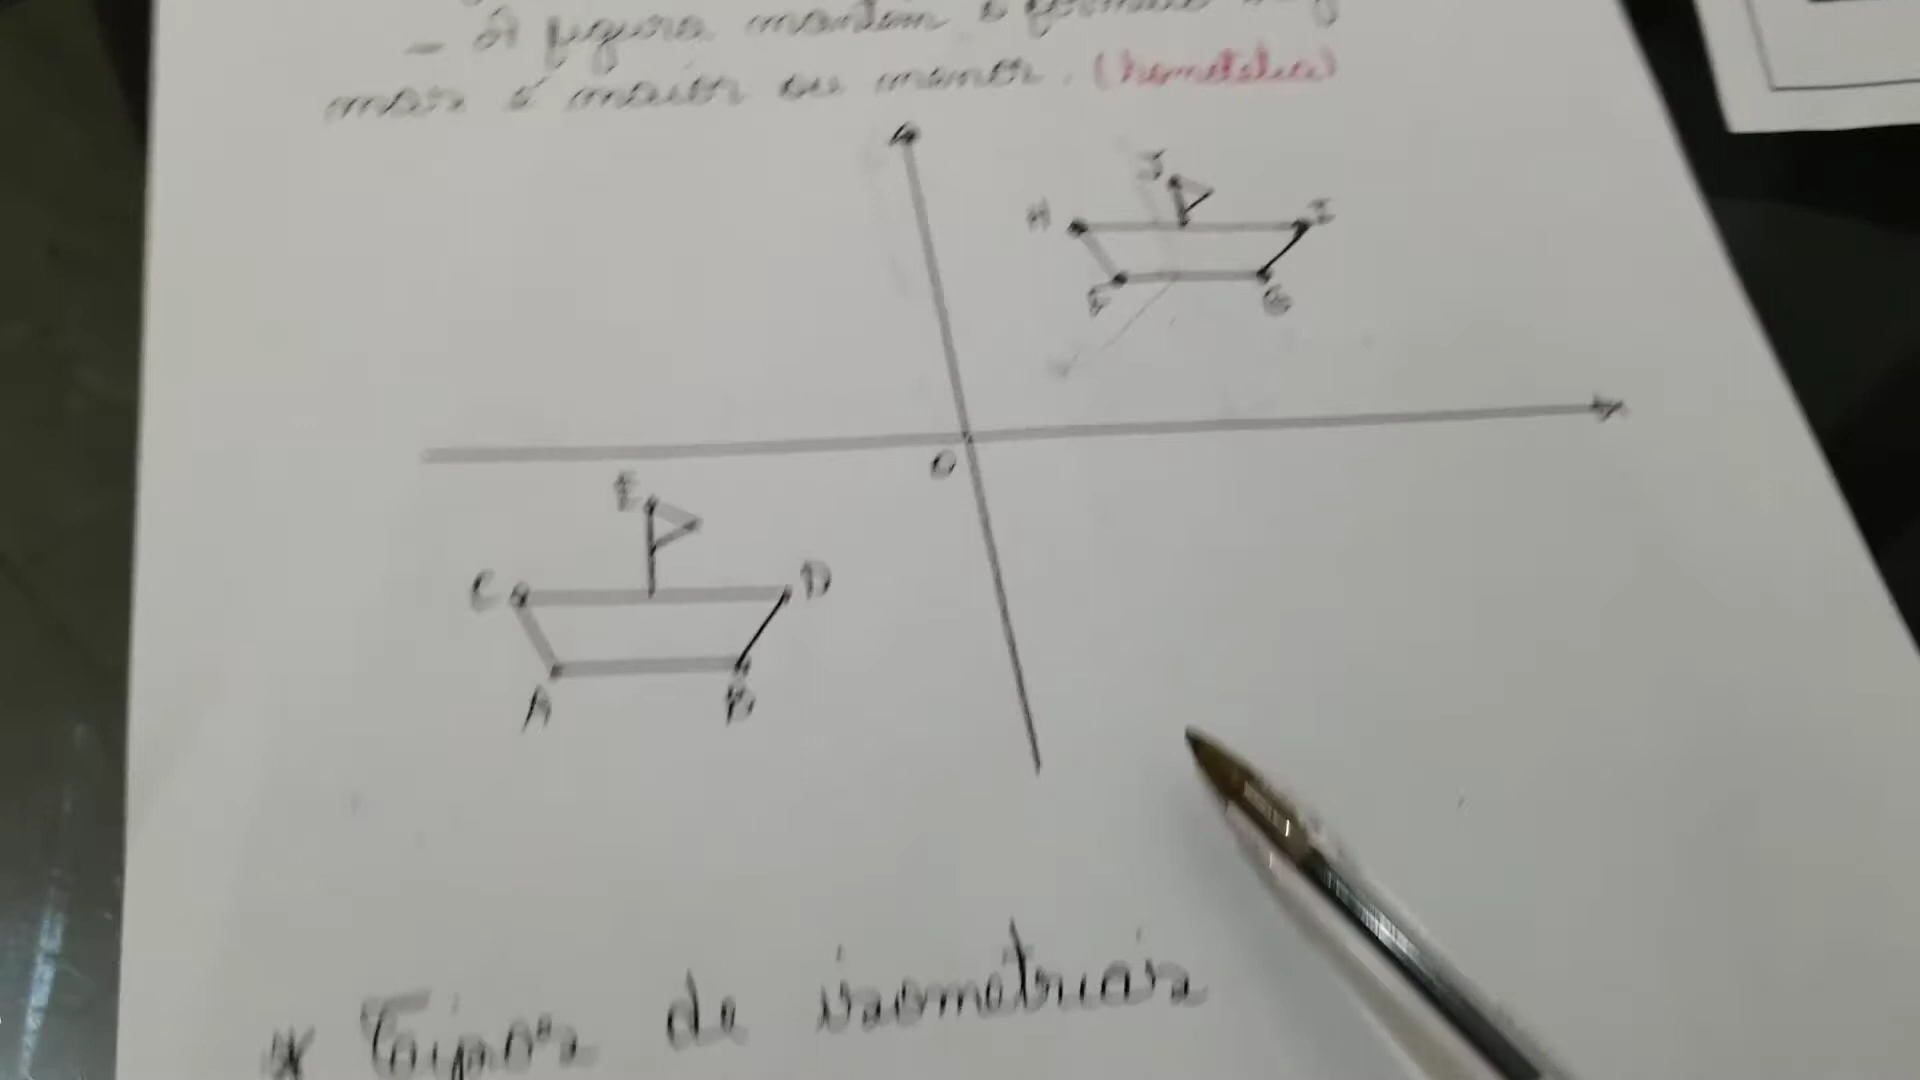 - A figura mantém a forma
mas é maior ou menor. (homotetia)
J
H I
F G
O
E
C D
A B
* Tipos de isometrias